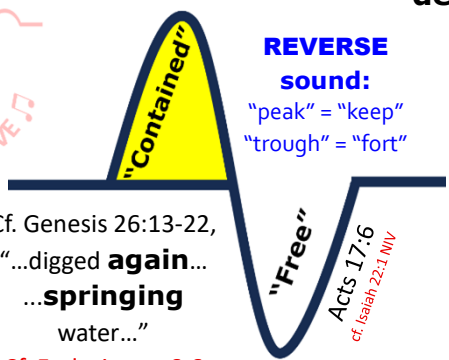 REVERSE
sound:
"peak" = "keep"
"trough" = "fort"
"Contained"
"Free"
Acts 17:6
cf. Isaiah 22:1 NIV
Cf. Genesis 26:13-22,
"...digged again...
...springing
water..."